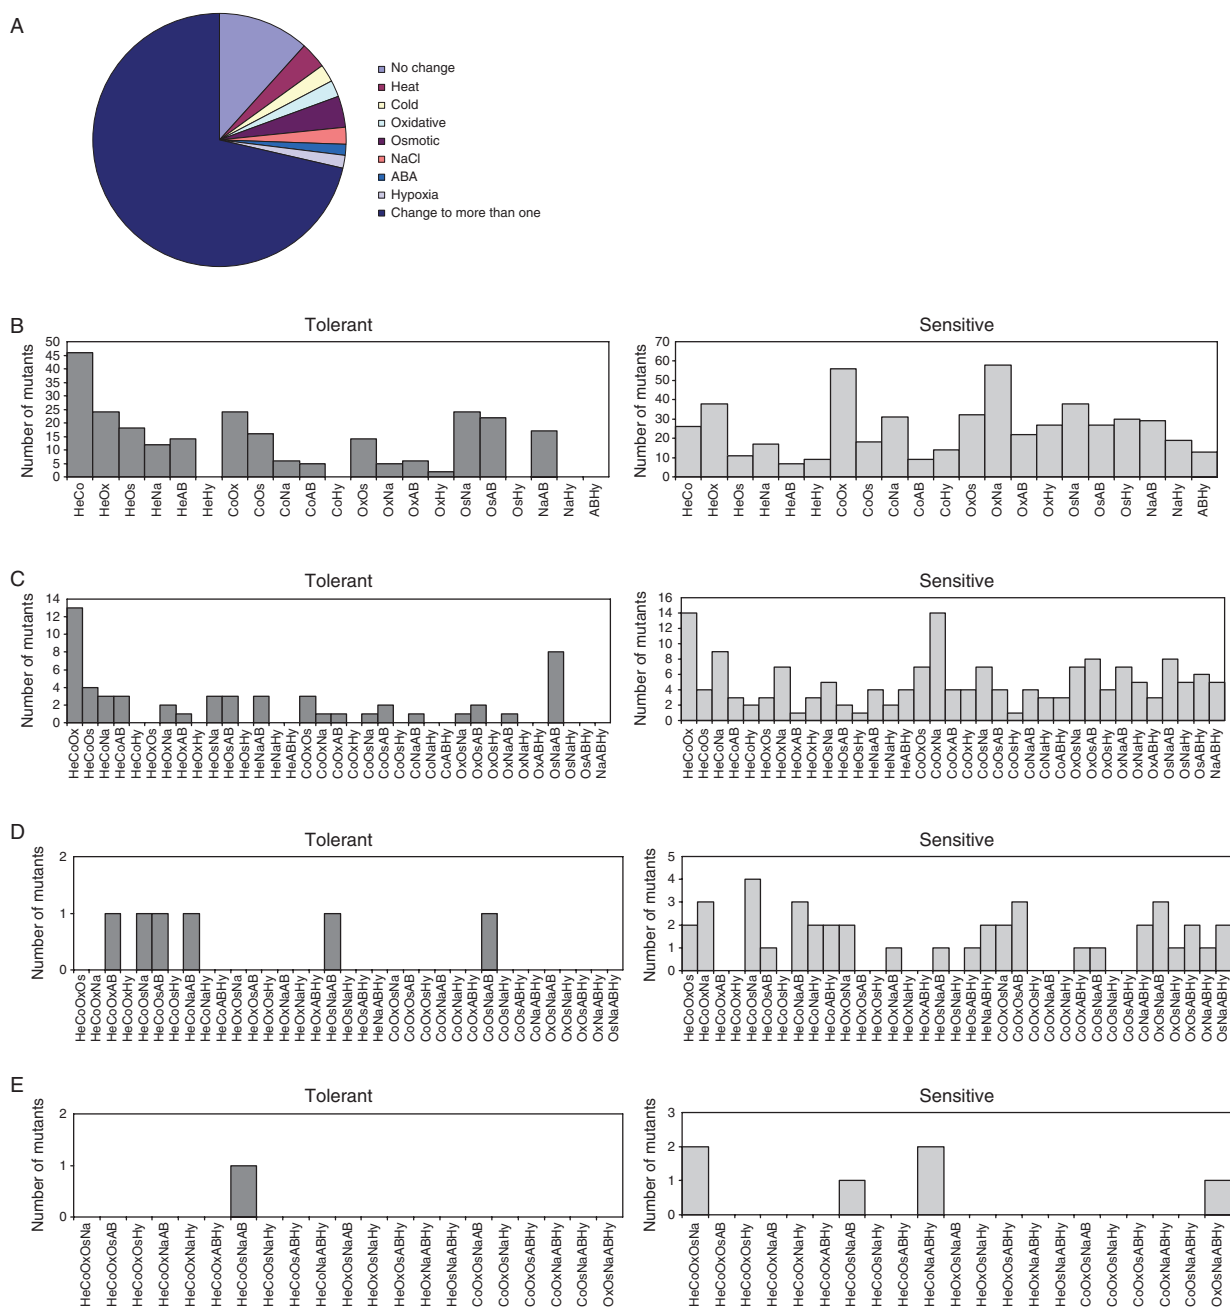 A
No change
Heat
Cold
Oxidative
Osmotic
NaCl
ABA
Hypoxia
Change to more than one
B
Tolerant
Number of mutants
50
45
40
35
30
25
20
15
10
5
0
HeCo
HeOx
HeOs
HeNa
HeAB
HeHy
CoOx
CoOs
CoNa
CoAB
CoHy
OxOs
OxNa
OxAB
OxHy
OsNa
OsAB
OsHy
NaAB
NaHy
ABHy
Sensitive
Number of mutants
70
60
50
40
30
20
10
0
HeCo
HeOx
HeOs
HeNa
HeAB
HeHy
CoOx
CoOs
CoNa
CoAB
CoHy
OxOs
OxNa
OxAB
OxHy
OsNa
OsAB
OsHy
NaAB
NaHy
ABHy
C
Tolerant
Number of mutants
14
12
10
8
6
4
2
0
HeCoOx
HeCoOs
HeCoNa
HeCoAB
HeCoHy
HeOxOs
HeOxNa
HeOxAB
HeOxHy
HeOsNa
HeOsAB
HeOsHy
HeNaAB
HeNaHy
HeABHy
CoOxOs
CoOxNa
CoOxAB
CoOxHy
CoOsNa
CoOsAB
CoOsHy
CoNaAB
CoNaHy
CoABHy
OxOsNa
OxOsAB
OxOsHy
OxNaAB
OxNaHy
OxABHy
OsNaAB
OsNaHy
OsABHy
NaABHy
Sensitive
Number of mutants
16
14
12
10
8
6
4
2
0
HeCoOx
HeCoOs
HeCoNa
HeCoAB
HeCoHy
HeOxOs
HeOxNa
HeOxAB
HeOxHy
HeOsNa
HeOsAB
HeOsHy
HeNaAB
HeNaHy
HeABHy
CoOxOs
CoOxNa
CoOxAB
CoOxHy
CoOsNa
CoOsAB
CoOsHy
CoNaAB
CoNaHy
CoABHy
OxOsNa
OxOsAB
OxOsHy
OxNaAB
OxNaHy
OxABHy
OsNaAB
OsNaHy
OsABHy
NaABHy
D
Tolerant
Number of mutants
2
1
0
HeCoOxOs
HeCoOxNa
HeCoOxAB
HeCoOxHy
HeCoOsNa
HeCoOsAB
HeCoOsHy
HeCoNaAB
HeCoNaHy
HeCoABHy
HeOxOsNa
HeOxOsAB
HeOxOsHy
HeOxNaAB
HeOxNaHy
HeOxABHy
HeOsNaAB
HeOsNaHy
HeOsABHy
HeNaABHy
CoOxOsNa
CoOxOsAB
CoOxOsHy
CoOxNaAB
CoOxNaHy
CoOxABHy
CoOsNaAB
CoOsNaHy
CoOsABHy
CoNaABHy
OxOsNaAB
OxOsNaHy
OxOsABHy
OxNaABHy
OsNaABHy
Sensitive
Number of mutants
5
4
3
2
1
0
HeCoOxOs
HeCoOxNa
HeCoOxAB
HeCoOxHy
HeCoOsNa
HeCoOsAB
HeCoOsHy
HeCoNaAB
HeCoNaHy
HeCoABHy
HeOxOsNa
HeOxOsAB
HeOxOsHy
HeOxNaAB
HeOxNaHy
HeOxABHy
HeOsNaAB
HeOsNaHy
HeOsABHy
HeNaABHy
CoOxOsNa
CoOxOsAB
CoOxOsHy
CoOxNaAB
CoOxNaHy
CoOxABHy
CoOsNaAB
CoOsNaHy
CoOsABHy
CoNaABHy
OxOsNaAB
OxOsNaHy
OxOsABHy
OxNaABHy
OsNaABHy
E
Tolerant
Number of mutants
2
1
0
HeCoOxOsNa
HeCoOxOsAB
HeCoOxOsHy
HeCoOxNaAB
HeCoOxNaHy
HeCoOxABHy
HeCoOsNaAB
HeCoOsNaHy
HeCoOsABHy
HeCoNaABHy
HeOxOsNaAB
HeOxOsNaHy
HeOxOsABHy
HeOxNaABHy
HeOsNaABHy
CoOxOsNaAB
CoOxOsNaHy
CoOxOsABHy
CoOxNaABHy
CoOsNaABHy
OxOsNaABHy
Sensitive
Number of mutants
3
2
1
0
HeCoOxOsNa
HeCoOxOsAB
HeCoOxOsHy
HeCoOxNaAB
HeCoOxNaHy
HeCoOxABHy
HeCoOsNaAB
HeCoOsNaHy
HeCoOsABHy
HeCoNaABHy
HeOxOsNaAB
HeOxOsNaHy
HeOxOsABHy
HeOxNaABHy
HeOsNaABHy
CoOxOsNaAB
CoOxOsNaHy
CoOxOsABHy
CoOxNaABHy
CoOsNaABHy
OxOsNaABHy